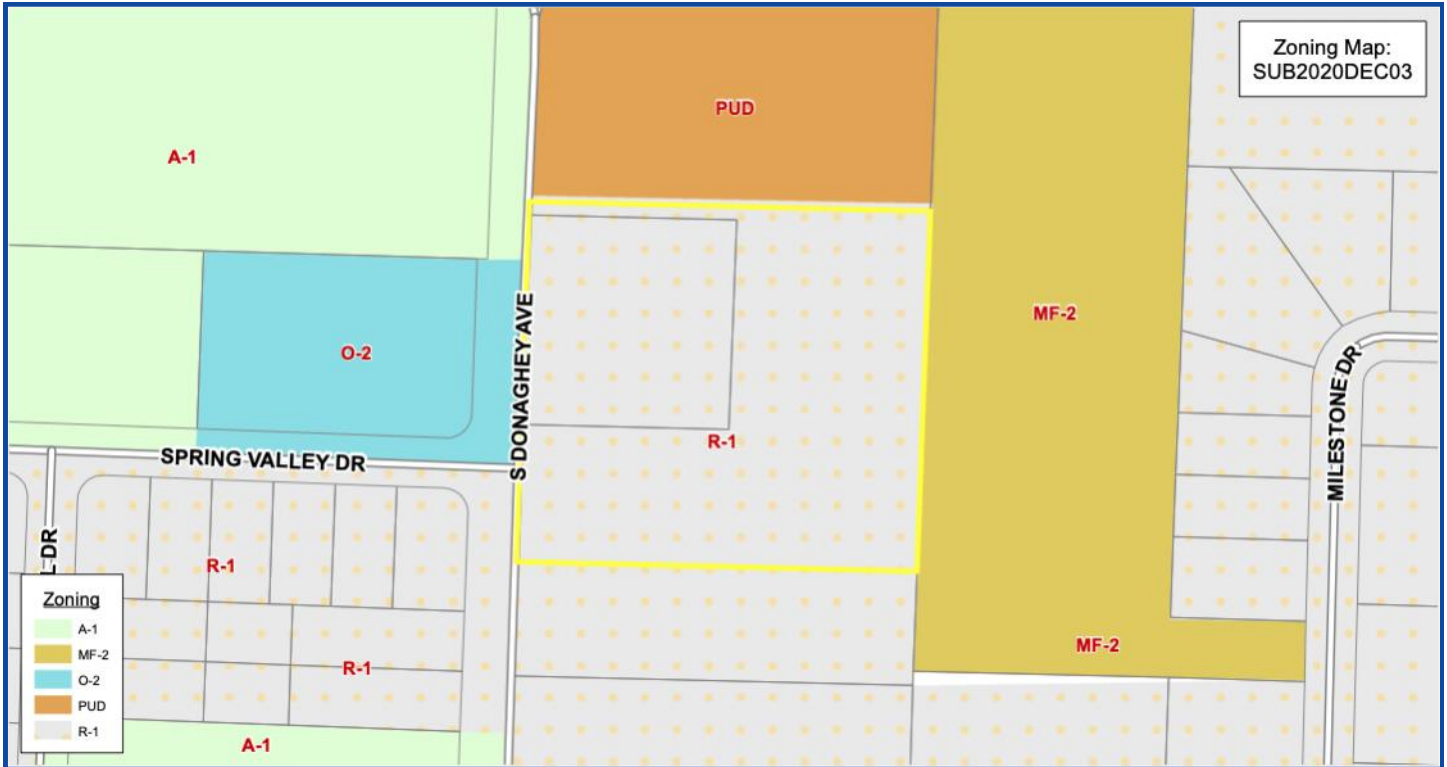 Zoning Map:
SUB2020DEC03
PUD
A-1
MF-2
O-2
S DONAGHEY AVE
MILESTONE DR
R-1
SPRING VALLEY DR
L DR
R-1
MF-2
R-1
A-1
Zoning
A-1
MF-2
O-2
PUD
R-1